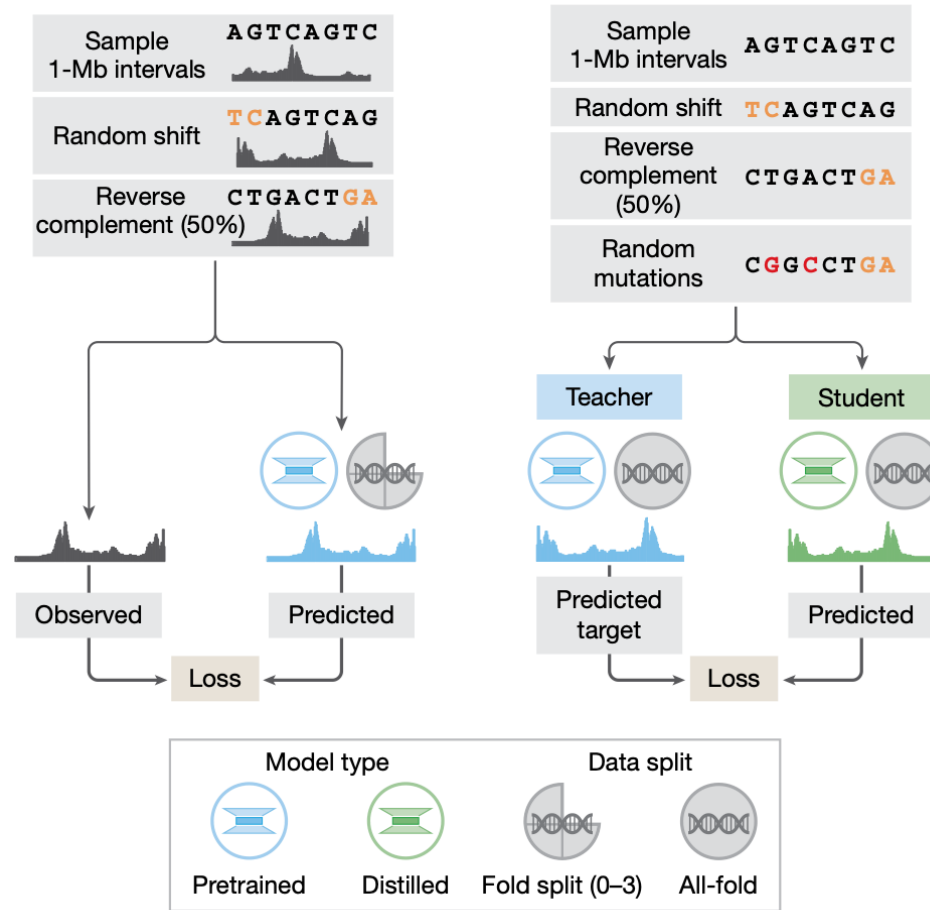 Sample
1-Mb intervals
AGTCAGTC
Random shift
TCAGTCAG
Reverse
complement (50%)
CTGACTGA
Observed
Predicted
Loss
Sample
1-Mb intervals
AGTCAGTC
Random shift
TCAGTCAG
Reverse
complement
(50%)
CTGACTGA
Random
mutations
CGGCCTGA
Teacher
Student
Predicted
target
Predicted
Loss
Model type
Data split
Pretrained
Distilled
Fold split (0–3)
All-fold